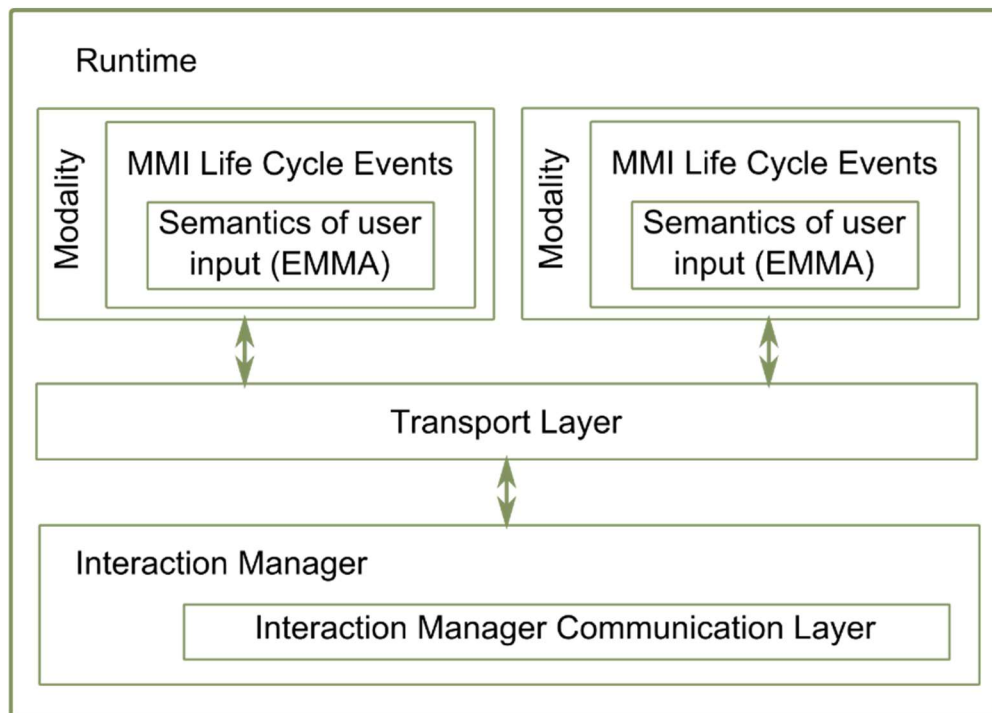 Runtime
Modality
MMI Life Cycle Events
Semantics of user
input (EMMA)
Modality
MMI Life Cycle Events
Semantics of user
input (EMMA)
Transport Layer
Interaction Manager
Interaction Manager Communication Layer